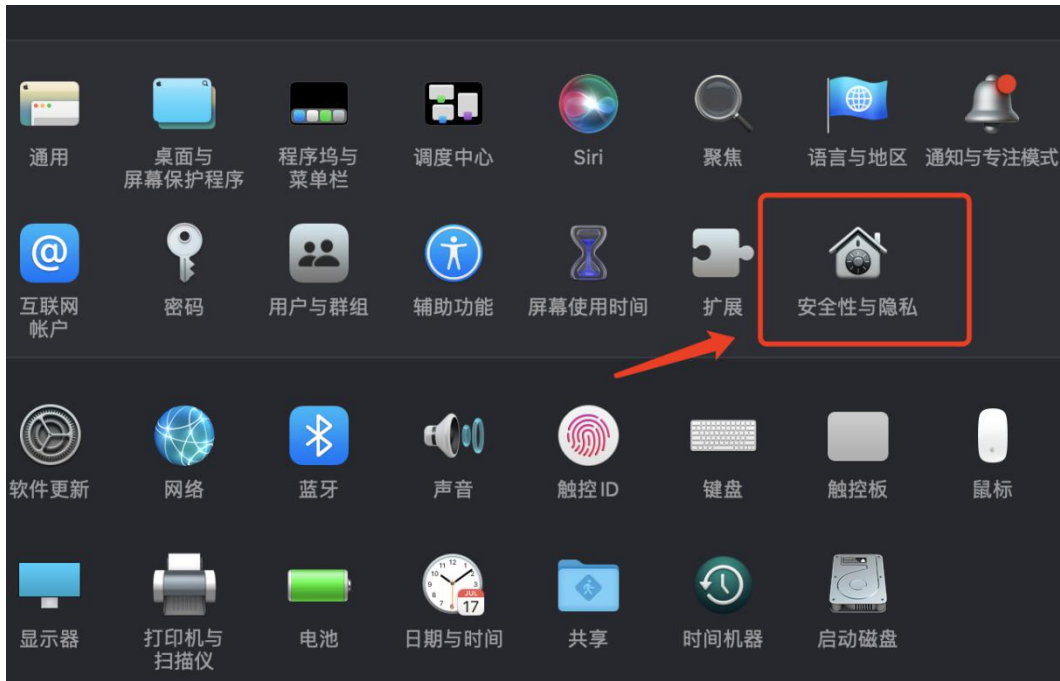 通用
桌面与
屏幕保护程序
程序坞与
菜单栏
调度中心
Siri
聚焦
语言与地区
通知与专注模式
互联网
帐户
密码
用户与群组
辅助功能
屏幕使用时间
扩展
安全性与隐私
软件更新
网络
蓝牙
声音
触控 ID
键盘
触控板
鼠标
显示器
打印机与
扫描仪
电池
日期与时间
JUL
17
共享
时间机器
启动磁盘